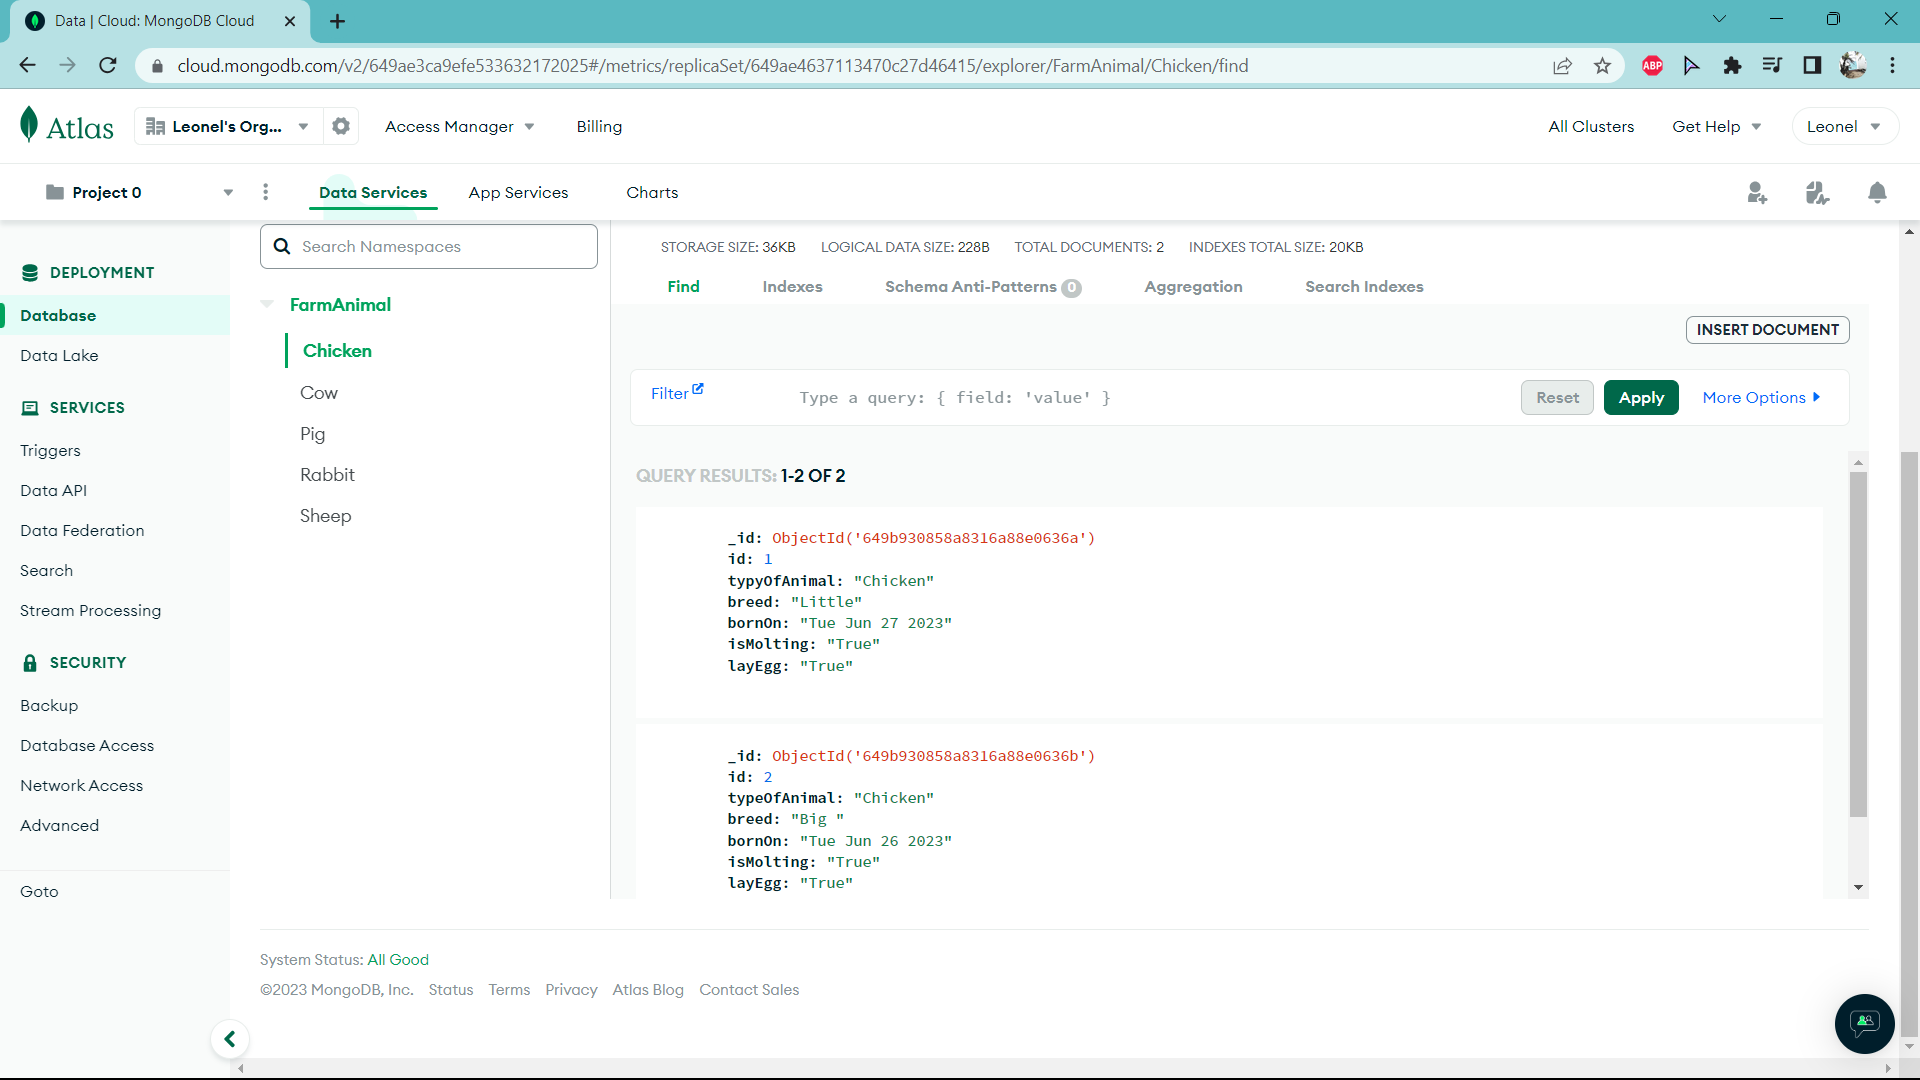 Data | Cloud: MongoDB Cloud
cloud.mongodb.com/v2/649ae3ca9efe533632172025#/metrics/replicaSet/649ae4637113470c27d46415/explorer/FarmAnimal/Chicken/find
ABP
Atlas
Leonel's Org...
Access Manager
Billing
All Clusters
Get Help
Leonel
Project 0
Data Services
App Services
Charts
DEPLOYMENT
Database
Data Lake
SERVICES
Triggers
Data API
Data Federation
Search
Stream Processing
SECURITY
Backup
Database Access
Network Access
Advanced
Goto
Search Namespaces
FarmAnimal
Chicken
Cow
Pig
Rabbit
Sheep
STORAGE SIZE: 36KB LOGICAL DATA SIZE: 228B TOTAL DOCUMENTS: 2 INDEXES TOTAL SIZE: 20KB
Find Indexes Schema Anti-Patterns 0 Aggregation Search Indexes
INSERT DOCUMENT
Filter Type a query: { field: 'value' } Reset Apply More Options
QUERY RESULTS: 1-2 OF 2
_id: ObjectId('649b930858a8316a88e0636a')
id: 1
typyOfAnimal: "Chicken"
breed: "Little"
bornOn: "Tue Jun 27 2023"
isMolting: "True"
layEgg: "True"
_id: ObjectId('649b930858a8316a88e0636b')
id: 2
typeOfAnimal: "Chicken"
breed: "Big "
bornOn: "Tue Jun 26 2023"
isMolting: "True"
layEgg: "True"
System Status: All Good
©2023 MongoDB, Inc. Status Terms Privacy Atlas Blog Contact Sales